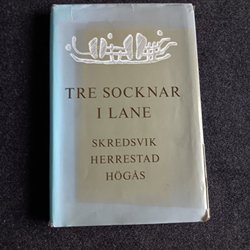 TRE SOCKNAR
I LANE
SKREDSVIK
HERRESTAD
HÖGÅS